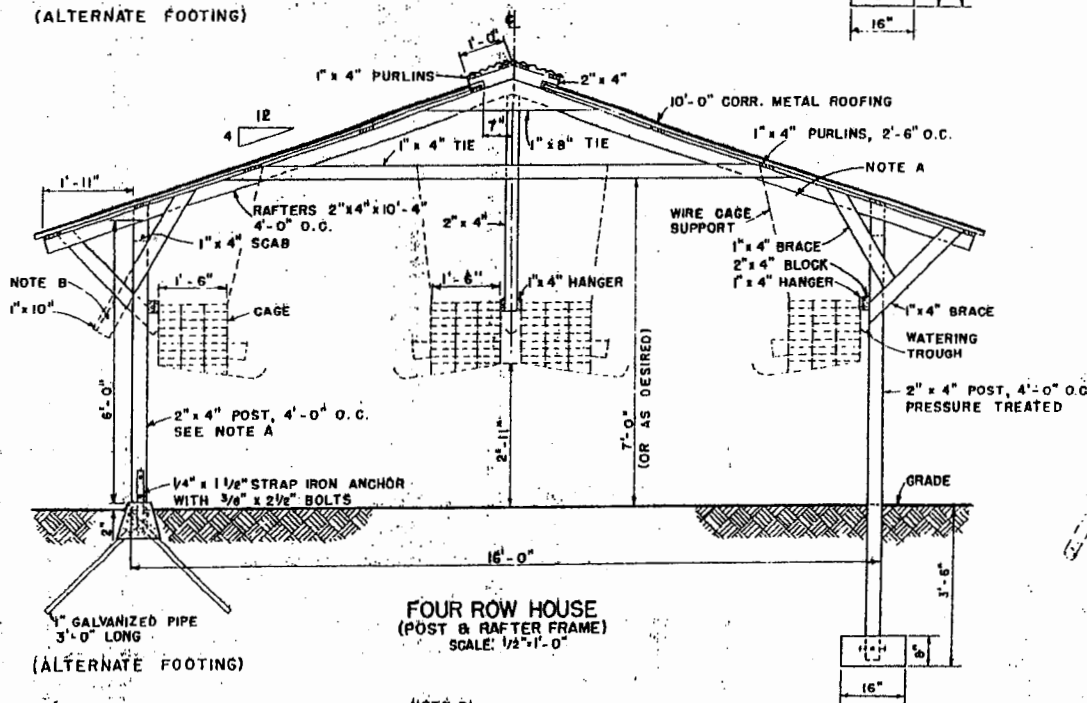 (ALTERNATE FOOTING)
16"
1'-0"
1" x 4" PURLINS
2" x 4"
10'-0" CORR. METAL ROOFING
12
4
7"
1" x 4" TIE
1" x 8" TIE
1" x 4" PURLINS, 2'-6" O.C.
NOTE A
1'-11"
RAFTERS 2" x 4" x 10'-4"
4'-0" O.C.
1" x 4" SCAB
2" x 4"
WIRE CAGE
SUPPORT
1" x 4" BRACE
2" x 4" BLOCK
1" x 4" HANGER
NOTE B
1" x 10"
1'-6"
CAGE
1'-6"
1" x 4" HANGER
1" x 4" BRACE
WATERING
TROUGH
6'-0"
2" x 4" POST, 4'-0" O.C.
SEE NOTE A
2'-11"
7'-0"
(OR AS DESIRED)
2" x 4" POST, 4'-0" O.C.
PRESSURE TREATED
1/4" x 1 1/2" STRAP IRON ANCHOR
WITH 3/8" x 2 1/2" BOLTS
GRADE
2"
16'-0"
3'-6"
1" GALVANIZED PIPE
3'-0" LONG
FOUR ROW HOUSE
(POST & RAFTER FRAME)
SCALE: 1/2"=1'-0"
(ALTERNATE FOOTING)
16"